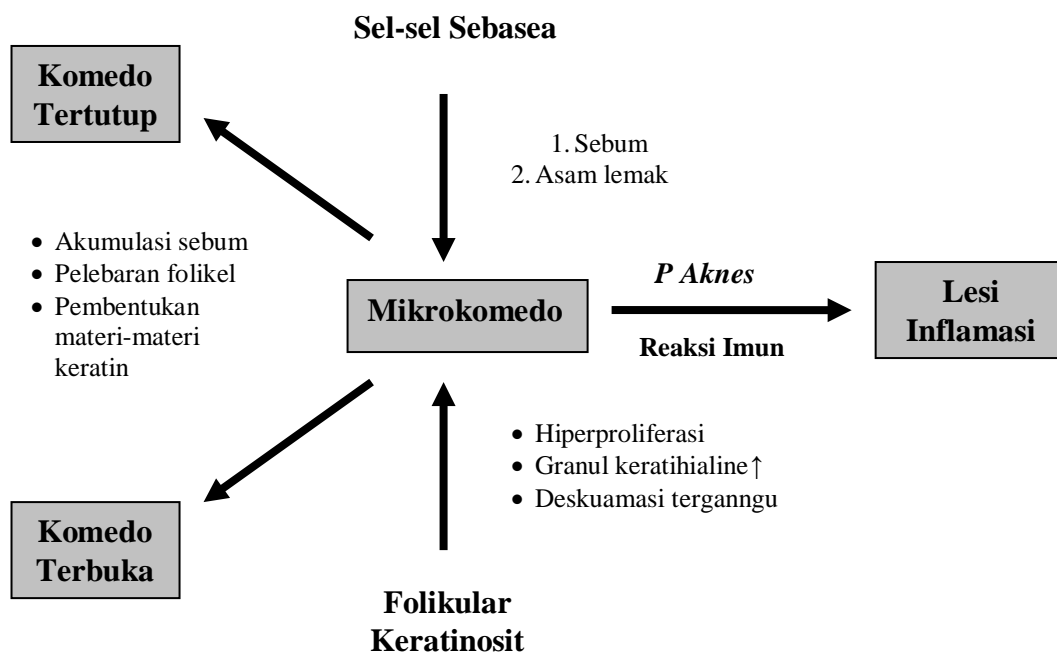 Sel-sel Sebasea
Komedo
Tertutup
1. Sebum
2. Asam lemak
• Akumulasi sebum
• Pelebaran folikel
• Pembentukan
materi-materi
keratin
Mikrokomedo
P Aknes
Reaksi Imun
Lesi
Inflamasi
• Hiperproliferasi
• Granul keratihialine↑
• Deskuamasi terganngu
Komedo
Terbuka
Folikular
Keratinosit